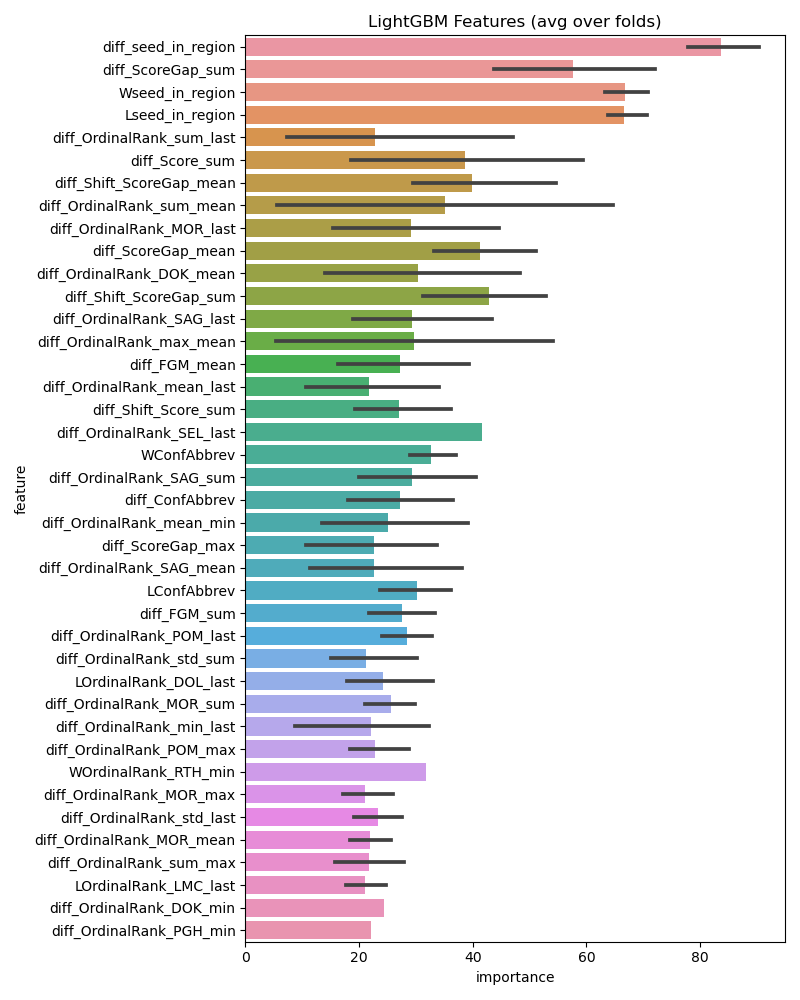 LightGBM Features (avg over folds)
diff_seed_in_region
diff_ScoreGap_sum
Wseed_in_region
Lseed_in_region
diff_OrdinalRank_sum_last
diff_Score_sum
diff_Shift_ScoreGap_mean
diff_OrdinalRank_sum_mean
diff_OrdinalRank_MOR_last
diff_ScoreGap_mean
diff_OrdinalRank_DOK_mean
diff_Shift_ScoreGap_sum
diff_OrdinalRank_SAG_last
diff_OrdinalRank_max_mean
diff_FGM_mean
diff_OrdinalRank_mean_last
diff_Shift_Score_sum
diff_OrdinalRank_SEL_last
WConfAbbrev
diff_OrdinalRank_SAG_sum
diff_ConfAbbrev
diff_OrdinalRank_mean_min
diff_ScoreGap_max
diff_OrdinalRank_SAG_mean
LConfAbbrev
diff_FGM_sum
diff_OrdinalRank_POM_last
diff_OrdinalRank_std_sum
LOrdinalRank_DOL_last
diff_OrdinalRank_MOR_sum
diff_OrdinalRank_min_last
diff_OrdinalRank_POM_max
WOrdinalRank_RTH_min
diff_OrdinalRank_MOR_max
diff_OrdinalRank_std_last
diff_OrdinalRank_MOR_mean
diff_OrdinalRank_sum_max
LOrdinalRank_LMC_last
diff_OrdinalRank_DOK_min
diff_OrdinalRank_PGH_min
feature
0 20 40 60 80
importance